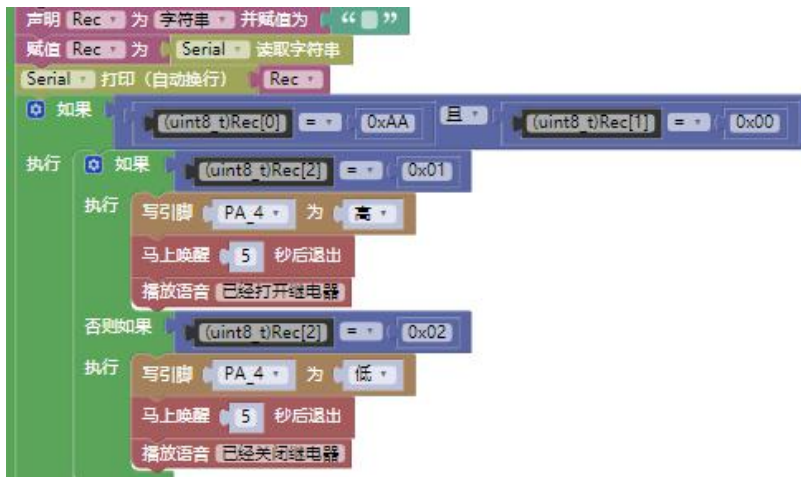 声明 Rec 为 字符串 并赋值为 “ ”
赋值 Rec 为 Serial 读取字符串
Serial 打印（自动换行） Rec
如果 (uint8_t)Rec[0] = 0xAA 且 (uint8_t)Rec[1] = 0x00
执行 如果 (uint8_t)Rec[2] = 0x01
执行 写引脚 PA_4 为 高
马上唤醒 5 秒后退出
播放语音 已经打开继电器
否则如果 (uint8_t)Rec[2] = 0x02
执行 写引脚 PA_4 为 低
马上唤醒 5 秒后退出
播放语音 已经关闭继电器